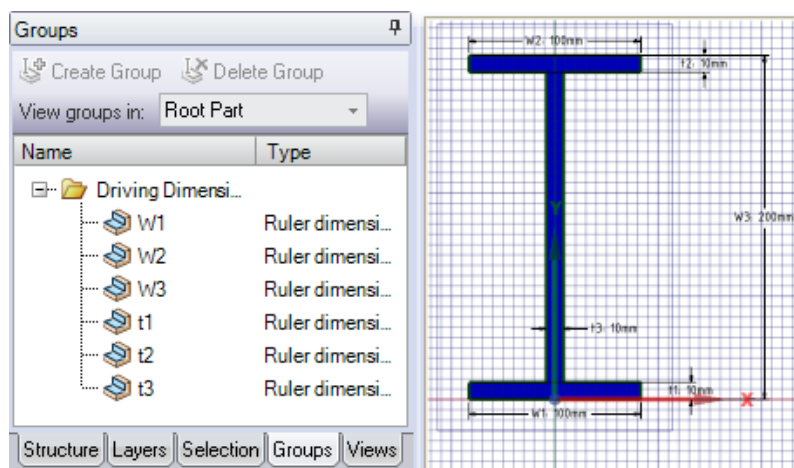 Groups
Create Group Delete Group
View groups in: Root Part
Name Type
Driving Dimensi...
W1 Ruler dimensi...
W2 Ruler dimensi...
W3 Ruler dimensi...
t1 Ruler dimensi...
t2 Ruler dimensi...
t3 Ruler dimensi...
Structure Layers Selection Groups Views
W2: 100mm
t2: 10mm
Y
W3: 200mm
t3: 10mm
t1: 10mm
X
W1: 100mm